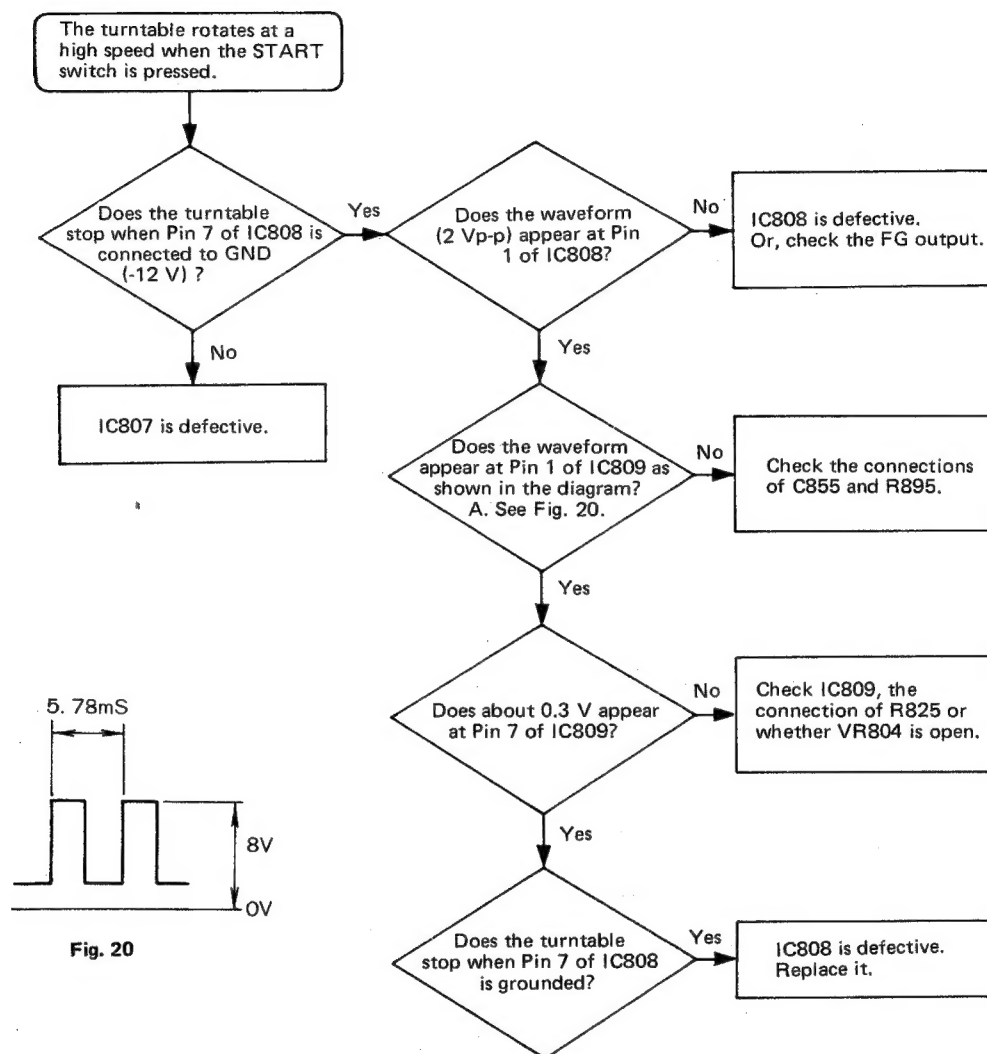 The turntable rotates at a
high speed when the START
switch is pressed.
Does the turntable
stop when Pin 7 of IC808 is
connected to GND
(-12 V) ?
Yes
No
IC807 is defective.
Does the waveform
(2 Vp-p) appear at Pin
1 of IC808?
No
IC808 is defective.
Or, check the FG output.
Yes
Does the waveform
appear at Pin 1 of IC809 as
shown in the diagram?
A. See Fig. 20.
No
Check the connections
of C855 and R895.
Yes
Does about 0.3 V appear
at Pin 7 of IC809?
No
Check IC809, the
connection of R825 or
whether VR804 is open.
Yes
Does the turntable
stop when Pin 7 of IC808
is grounded?
Yes
IC808 is defective.
Replace it.
5. 78mS
8V
0V
Fig. 20